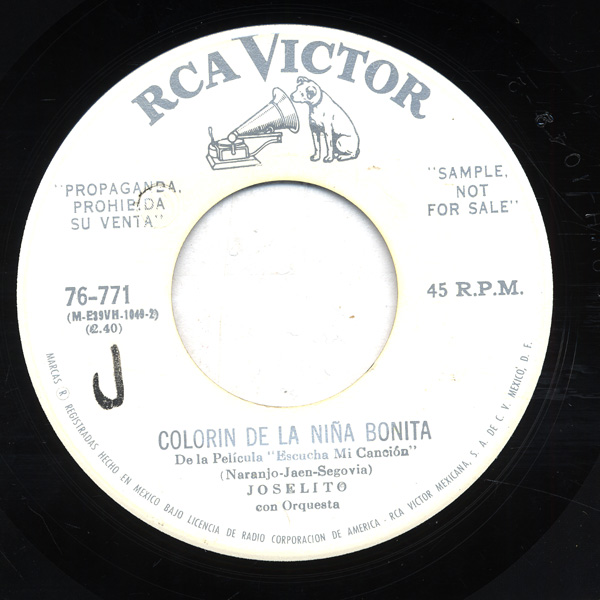 RCA VICTOR
"PROPAGANDA,
PROHIBIDA
SU VENTA"
"SAMPLE,
NOT
FOR SALE"
76-771
(M-E39VH-1040-2)
(2.40)
45 R.P.M.
J
COLORIN DE LA NIÑA BONITA
De la Película "Escucha Mi Canción"
(Naranjo-Jaen-Segovia)
JOSELITO
con Orquesta
MARCAS (R) REGISTRADAS HECHO EN MEXICO BAJO LICENCIA DE RADIO CORPORACION DE AMERICA - RCA VICTOR MEXICANA, S. A. DE C. V. MEXICO, D. F.